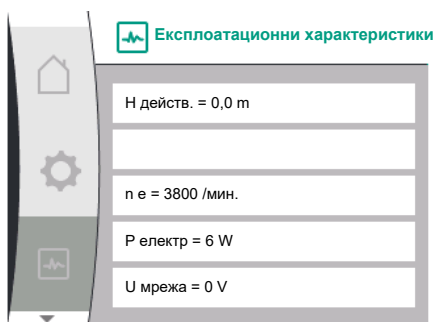 Експлоатационни характеристики
H действ. = 0,0 m
n e = 3800 /мин.
P електр = 6 W
U мрежа = 0 V